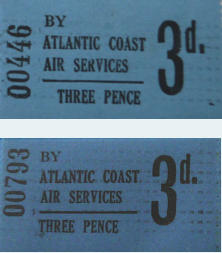 00446
BY
ATLANTIC COAST
AIR SERVICES
THREE PENCE
3d.
00793
BY
ATLANTIC COAST
AIR SERVICES
THREE PENCE
3d.